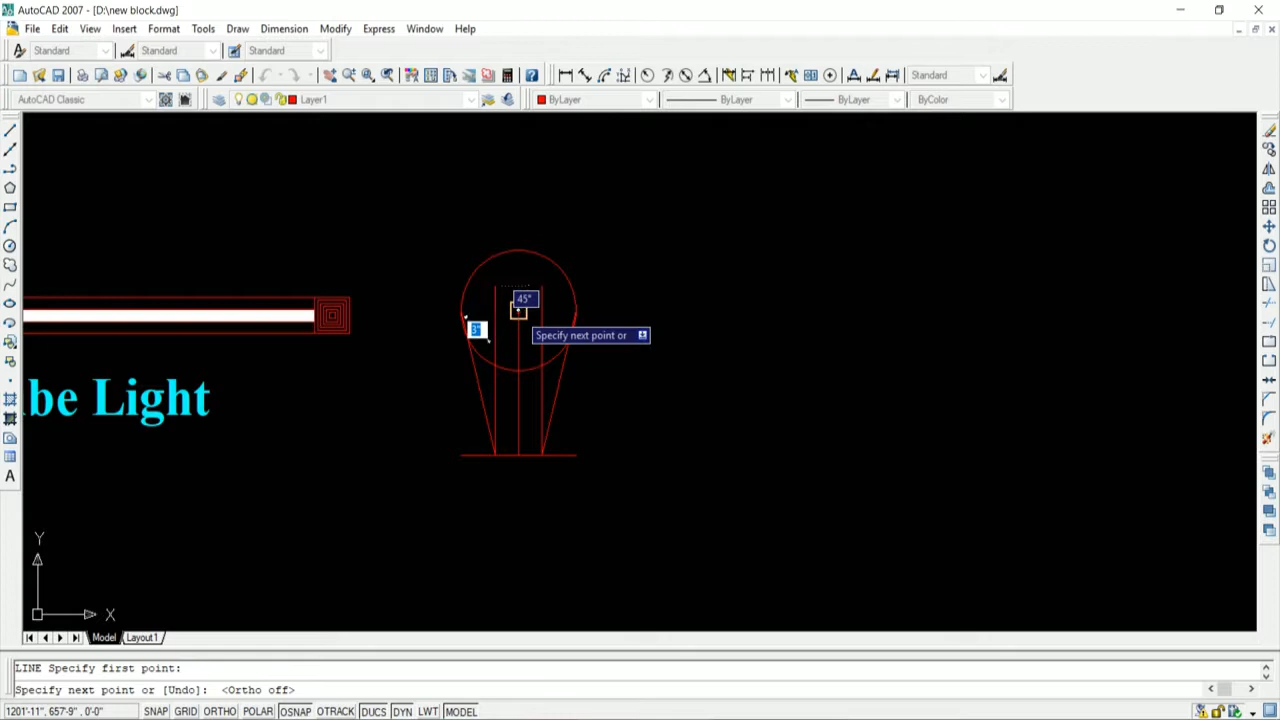 AutoCAD 2007 - [D:\new block.dwg]
File Edit View Insert Format Tools Draw Dimension Modify Express Window Help
Standard Standard Standard
Standard
AutoCAD Classic Layer1 ByLayer ByLayer ByLayer ByColor
45°
3"
Specify next point or
be Light
Y
X
Model Layout1
LINE Specify first point:
Specify next point or [Undo]: <Ortho off>
1201'-11", 657'-9" , 0'-0" SNAP GRID ORTHO POLAR OSNAP OTRACK DUCS DYN LWT MODEL